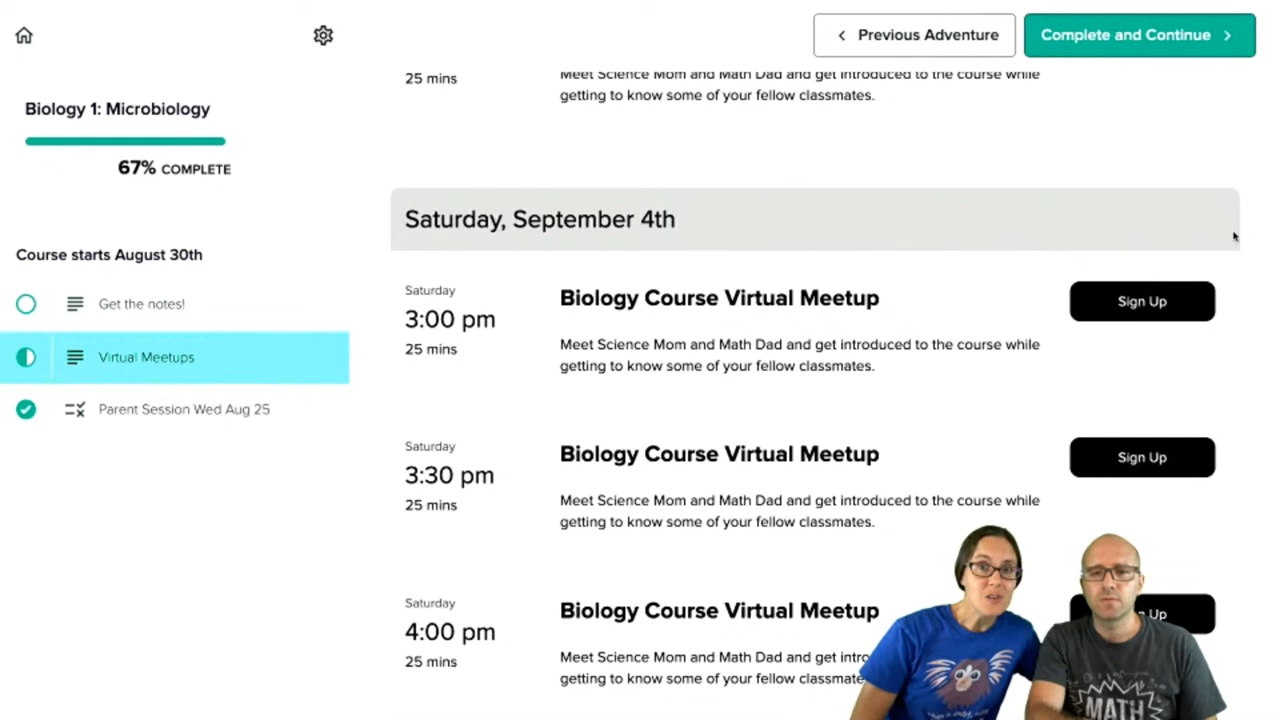 Previous Adventure
Complete and Continue
Biology 1: Microbiology
67% COMPLETE
Course starts August 30th
Get the notes!
Virtual Meetups
Parent Session Wed Aug 25
25 mins
Meet Science Mom and Math Dad and get introduced to the course while
getting to know some of your fellow classmates.
Saturday, September 4th
Saturday
3:00 pm
25 mins
Biology Course Virtual Meetup
Meet Science Mom and Math Dad and get introduced to the course while
getting to know some of your fellow classmates.
Sign Up
Saturday
3:30 pm
25 mins
Biology Course Virtual Meetup
Meet Science Mom and Math Dad and get introduced to the course while
getting to know some of your fellow classmates.
Sign Up
Saturday
4:00 pm
25 mins
Biology Course Virtual Meetup
Meet Science Mom and Math Dad and get intro
getting to know some of your fellow classmate
Up
MATH